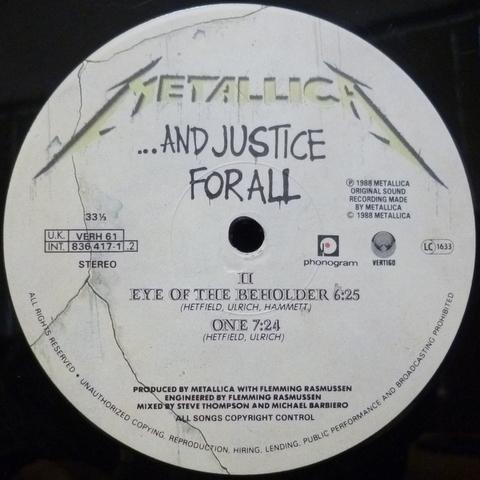 METALLICA
...AND JUSTICE
FOR ALL
Ⓟ 1988 METALLICA
ORIGINAL SOUND
RECORDING MADE
BY METALLICA
© 1988 METALLICA
33⅓
U.K. VERH 61
INT. 836 417-1 .2
STEREO
phonogram
VERTIGO
LC 1633
II
EYE OF THE BEHOLDER 6:25
(HETFIELD, ULRICH, HAMMETT)
ONE 7:24
(HETFIELD, ULRICH)
PRODUCED BY METALLICA WITH FLEMMING RASMUSSEN
ENGINEERED BY FLEMMING RASMUSSEN
MIXED BY STEVE THOMPSON AND MICHAEL BARBIERO
ALL SONGS COPYRIGHT CONTROL
ALL RIGHTS RESERVED • UNAUTHORIZED COPYING, REPRODUCTION, HIRING, LENDING, PUBLIC PERFORMANCE AND BROADCASTING PROHIBITED